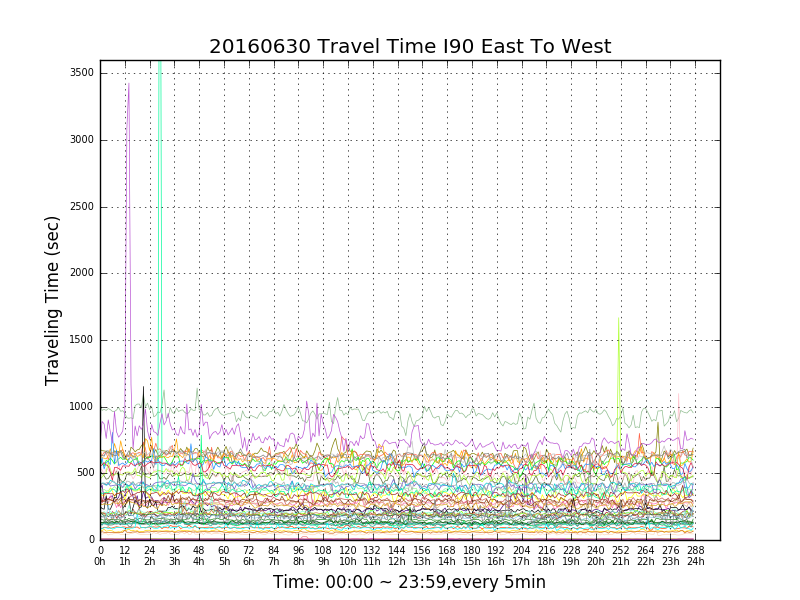 20160630 Travel Time I90 East To West
Traveling Time (sec)
3500
3000
2500
2000
1500
1000
500
0
0 12 24 36 48 60 72 84 96 108 120 132 144 156 168 180 192 204 216 228 240 252 264 276 288
0h 1h 2h 3h 4h 5h 6h 7h 8h 9h 10h 11h 12h 13h 14h 15h 16h 17h 18h 19h 20h 21h 22h 23h 24h
Time: 00:00 ~ 23:59,every 5min